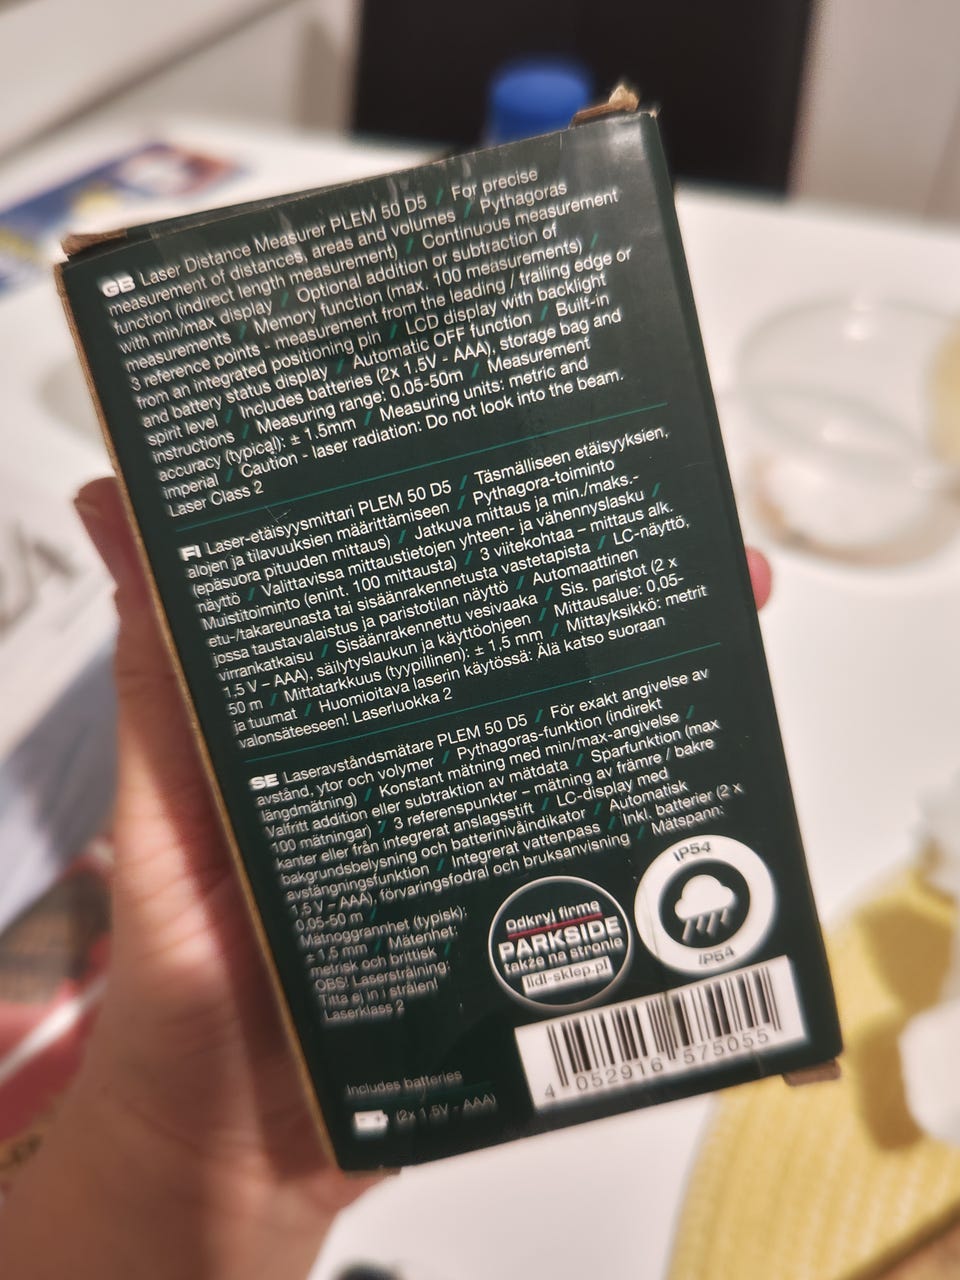 GB Laser Distance Measurer PLEM 50 D5 / For precise
measurement of distances, areas and volumes / Pythagoras
function (indirect length measurement) / Continuous measurement
with min/max display / Optional addition or subtraction of
measurements / Memory function (max. 100 measurements) /
3 reference points - measurement from the leading / trailing edge or
from an integrated positioning pin / LCD display with backlight
and battery status display / Automatic OFF function / Built-in
spirit level / Includes batteries (2x 1.5V - AAA), storage bag and
instructions / Measuring range: 0.05-50m / Measurement
accuracy (typical): ± 1.5mm / Measuring units: metric and
imperial / Caution - laser radiation: Do not look into the beam.
Laser Class 2
FI Laser-etäisyysmittari PLEM 50 D5 / Täsmälliseen etäisyyksien,
alojen ja tilavuuksien määrittämiseen / Pythagora-toiminto
(epäsuora pituuden mittaus) / Jatkuva mittaus ja min./maks.-
näyttö / Valittavissa mittaustietojen yhteen- ja vähennyslasku /
Muistitoiminto (enint. 100 mittausta) / 3 viitekohtaa – mittaus alk.
etu-/takareunasta tai sisäänrakennetusta vastetapista / LC-näyttö,
jossa taustavalaistus ja paristotilan näyttö / Automaattinen
virrankatkaisu / Sisäänrakennettu vesivaaka / Sis. paristot (2 x
1,5 V – AAA), säilytyslaukun ja käyttöohjeen / Mittausalue: 0,05-
50 m / Mittatarkkuus (tyypillinen): ± 1,5 mm / Mittayksikkö: metrit
ja tuumat / Huomioitava laserin käytössä: Älä katso suoraan
valonsäteeseen! Laserluokka 2
SE Laseravståndsmätare PLEM 50 D5 / För exakt angivelse av
avstånd, ytor och volymer / Pythagoras-funktion (indirekt
längdmätning) / Konstant mätning med min/max-angivelse /
Valfritt addition eller subtraktion av mätdata / Sparfunktion (max
100 mätningar) / 3 referenspunkter – mätning av främre / bakre
kanter eller från integrerat anslagsstift / LC-display med
bakgrundsbelysning och batterinivåindikator / Automatisk
avstängningsfunktion / Integrerat vattenpass / Inkl. batterier (2 x
1,5 V – AAA), förvaringsfodral och bruksanvisning / Mätspann:
0,05-50 m /
Mätnoggrannhet (typisk):
± 1,5 mm / Mätenhet:
metrisk och brittisk /
OBS! Laserstrålning:
Titta ej in i strålen!
Laserklass 2
Odkryj firmę
PARKSIDE
także na stronie
lidl-sklep.pl
IP54
IP54
Includes batteries
(2x 1.5V - AAA)
4 052916 575055